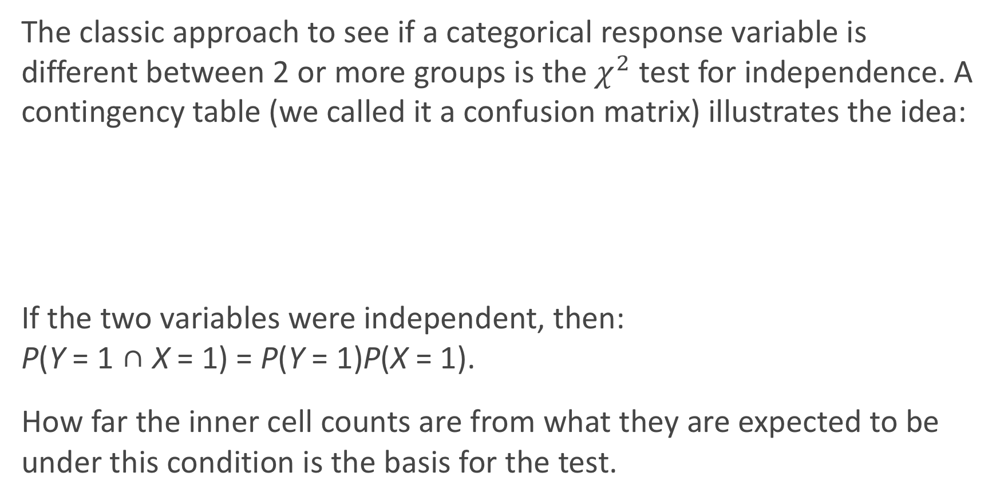 The classic approach to see if a categorical response variable is
different between 2 or more groups is the χ² test for independence. A
contingency table (we called it a confusion matrix) illustrates the idea:
If the two variables were independent, then:
P(Y = 1 ∩ X = 1) = P(Y = 1)P(X = 1).
How far the inner cell counts are from what they are expected to be
under this condition is the basis for the test.